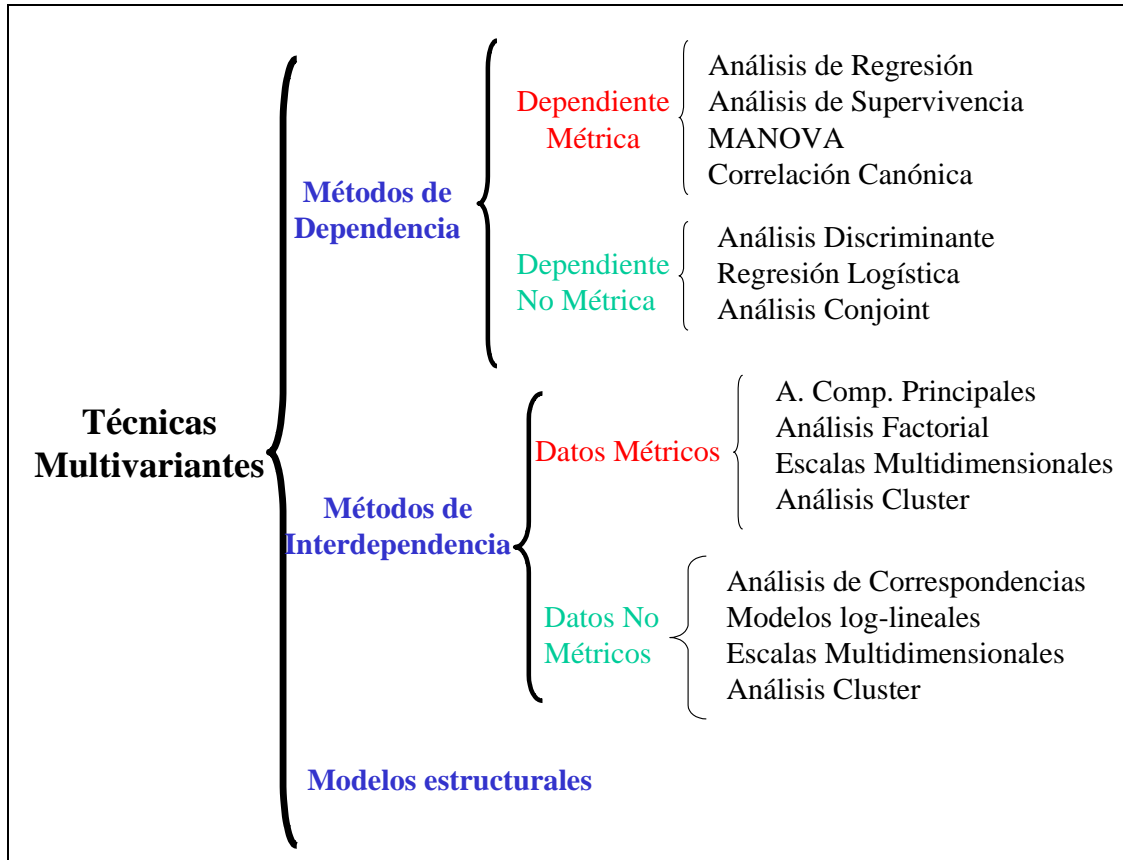 Técnicas
Multivariantes
Métodos de
Dependencia
Dependiente
Métrica
Análisis de Regresión
Análisis de Supervivencia
MANOVA
Correlación Canónica
Dependiente
No Métrica
Análisis Discriminante
Regresión Logística
Análisis Conjoint
Métodos de
Interdependencia
Datos Métricos
A. Comp. Principales
Análisis Factorial
Escalas Multidimensionales
Análisis Cluster
Datos No
Métricos
Análisis de Correspondencias
Modelos log-lineales
Escalas Multidimensionales
Análisis Cluster
Modelos estructurales